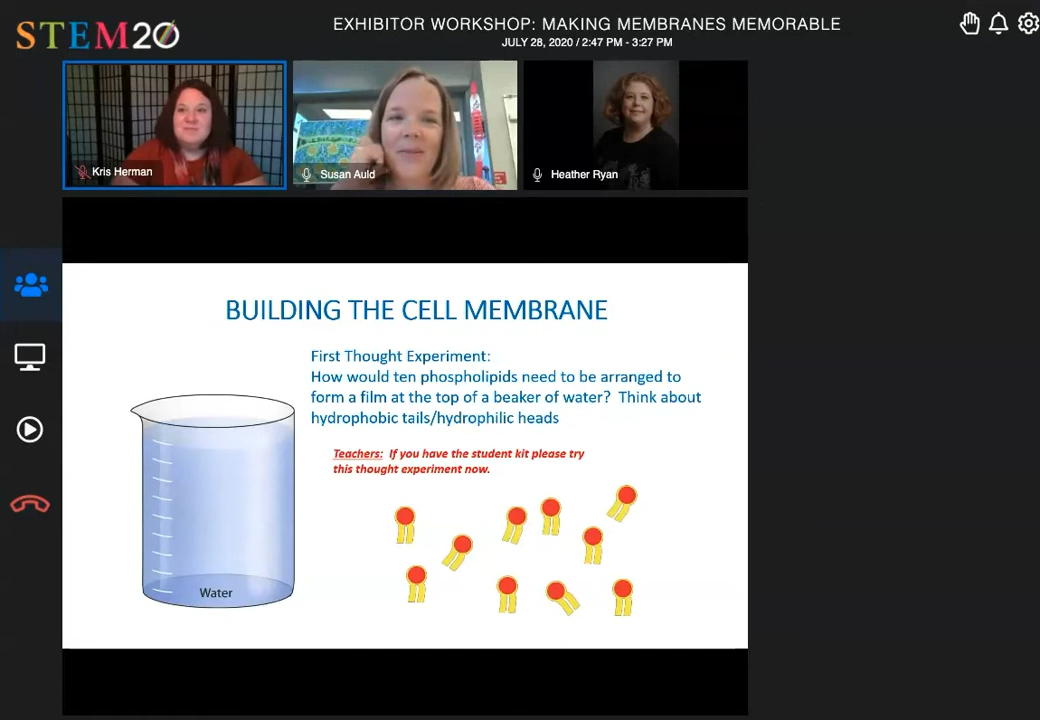 STEM20
EXHIBITOR WORKSHOP: MAKING MEMBRANES MEMORABLE
JULY 28, 2020 / 2:47 PM - 3:27 PM
Kris Herman
Susan Auld
Heather Ryan
BUILDING THE CELL MEMBRANE
First Thought Experiment:
How would ten phospholipids need to be arranged to
form a film at the top of a beaker of water? Think about
hydrophobic tails/hydrophilic heads
Teachers: If you have the student kit please try
this thought experiment now.
Water